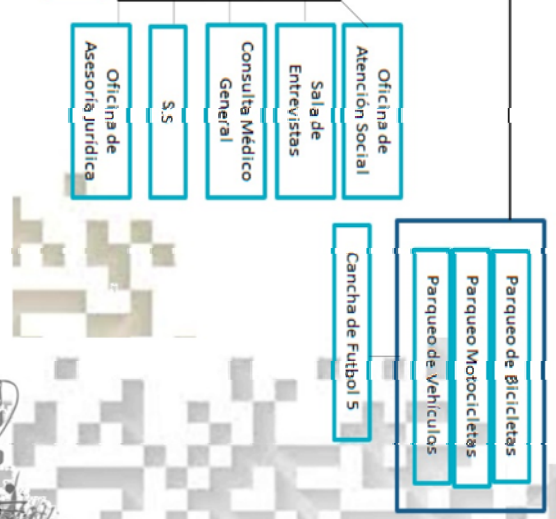 Oficina de
Atención Social
Sala de
Entrevistas
Consulta Médico
General
S.S
Oficina de
Asesoría Jurídica
Parqueo de Bicicletas
Parqueo Motocicletas
Parqueo de Vehículos
Cancha de Futbol 5